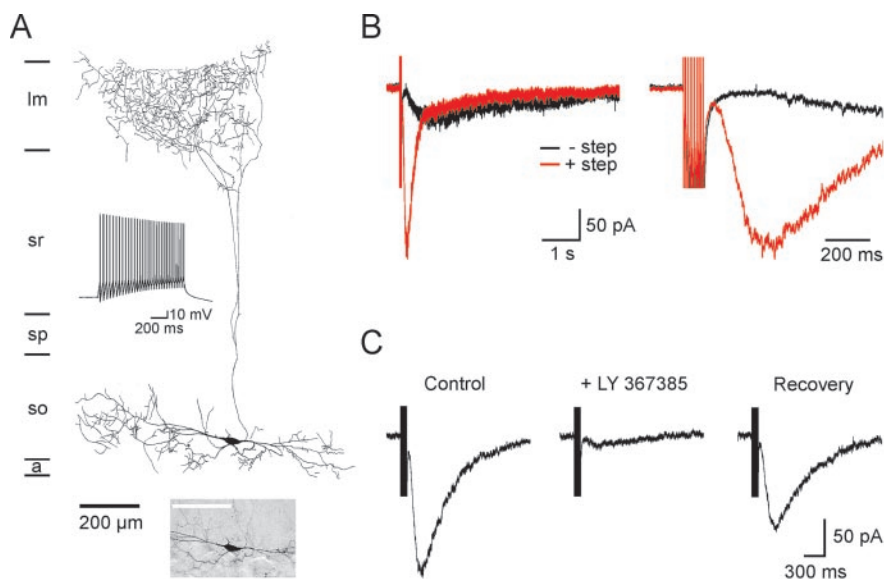 A
lm
sr
sp
so
a
10 mV
200 ms
200 µm
B
- step
+ step
50 pA
1 s
200 ms
C
Control
+ LY 367385
Recovery
50 pA
300 ms